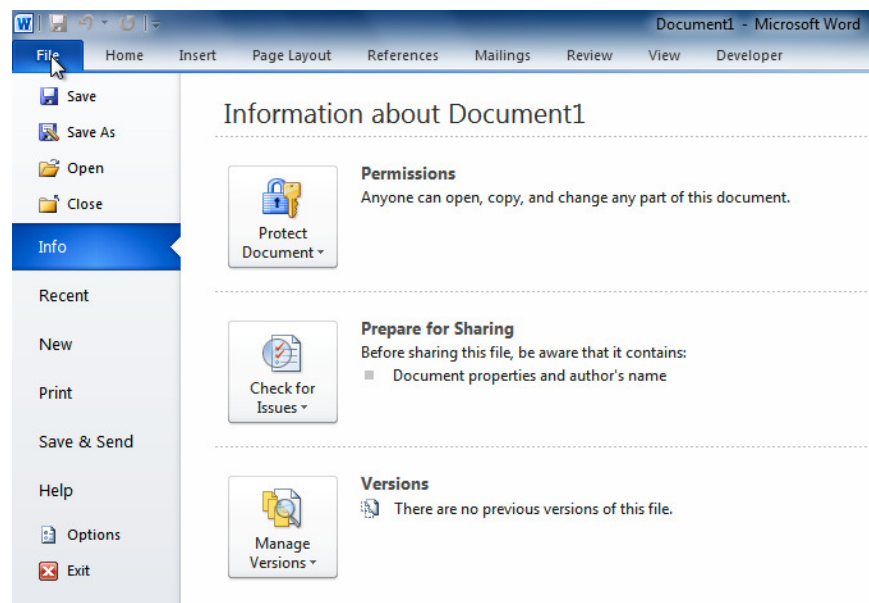 Document1 - Microsoft Word
File Home Insert Page Layout References Mailings Review View Developer
Save
Save As
Open
Close
Info
Recent
New
Print
Save & Send
Help
Options
Exit
Information about Document1
Protect
Document
Permissions
Anyone can open, copy, and change any part of this document.
Check for
Issues
Prepare for Sharing
Before sharing this file, be aware that it contains:
Document properties and author's name
Manage
Versions
Versions
There are no previous versions of this file.